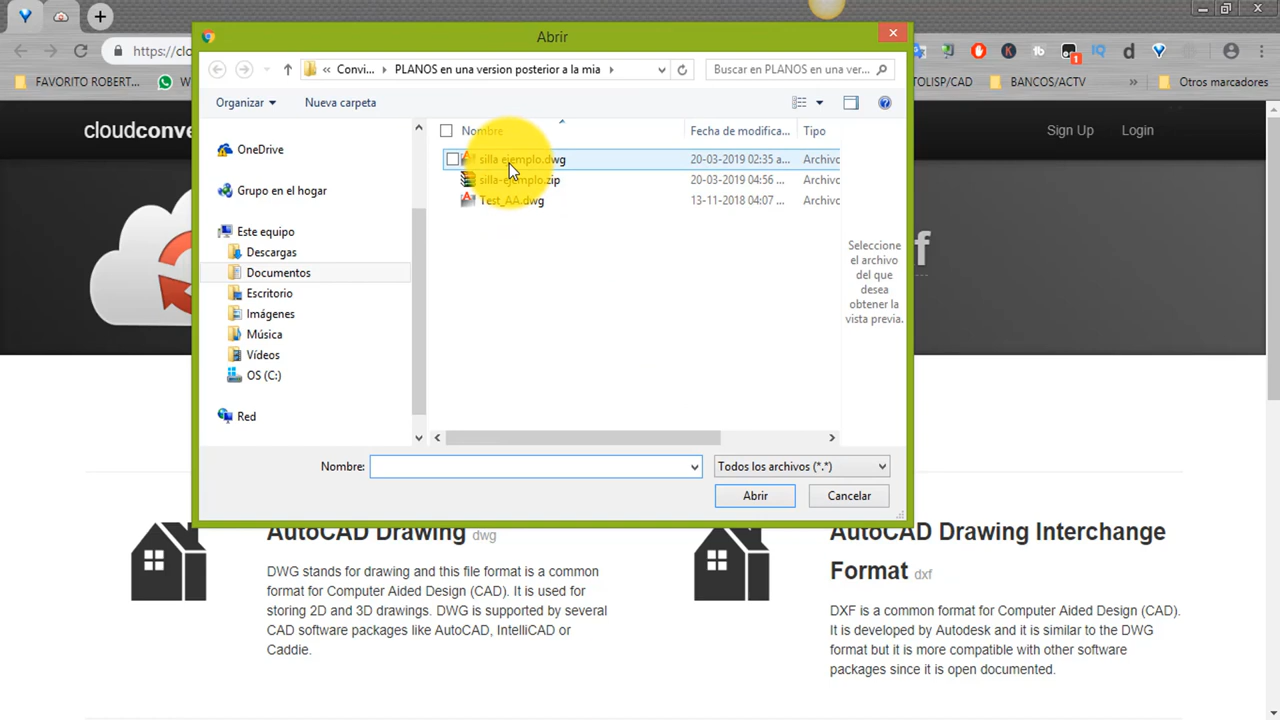 Abrir
https://clo
FAVORITO ROBERT...
W
TOLISP/CAD
BANCOS/ACTV
»
Otros marcadores
1
« Convi... PLANOS en una version posterior a la mia
Buscar en PLANOS en una ver...
Organizar
Nueva carpeta
cloudconv
Sign Up
Login
OneDrive
Grupo en el hogar
Este equipo
Descargas
Documentos
Escritorio
Imágenes
Música
Vídeos
OS (C:)
Red
Nombre
Fecha de modifica...
Tipo
silla ejemplo.dwg
20-03-2019 02:35 a...
Archivo
silla-ejemplo.zip
20-03-2019 04:56 ...
Archivo
Test_AA.dwg
13-11-2018 04:07 ...
Archivo
Seleccione
el archivo
del que
desea
obtener la
vista previa.
f
Nombre:
Todos los archivos (*.*)
Abrir
Cancelar
AutoCAD Drawing dwg
DWG stands for drawing and this file format is a common
format for Computer Aided Design (CAD). It is used for
storing 2D and 3D drawings. DWG is supported by several
CAD software packages like AutoCAD, IntelliCAD or
Caddie.
AutoCAD Drawing Interchange
Format dxf
DXF is a common format for Computer Aided Design (CAD).
It is developed by Autodesk and it is similar to the DWG
format but it is more compatible with other software
packages since it is open documented.